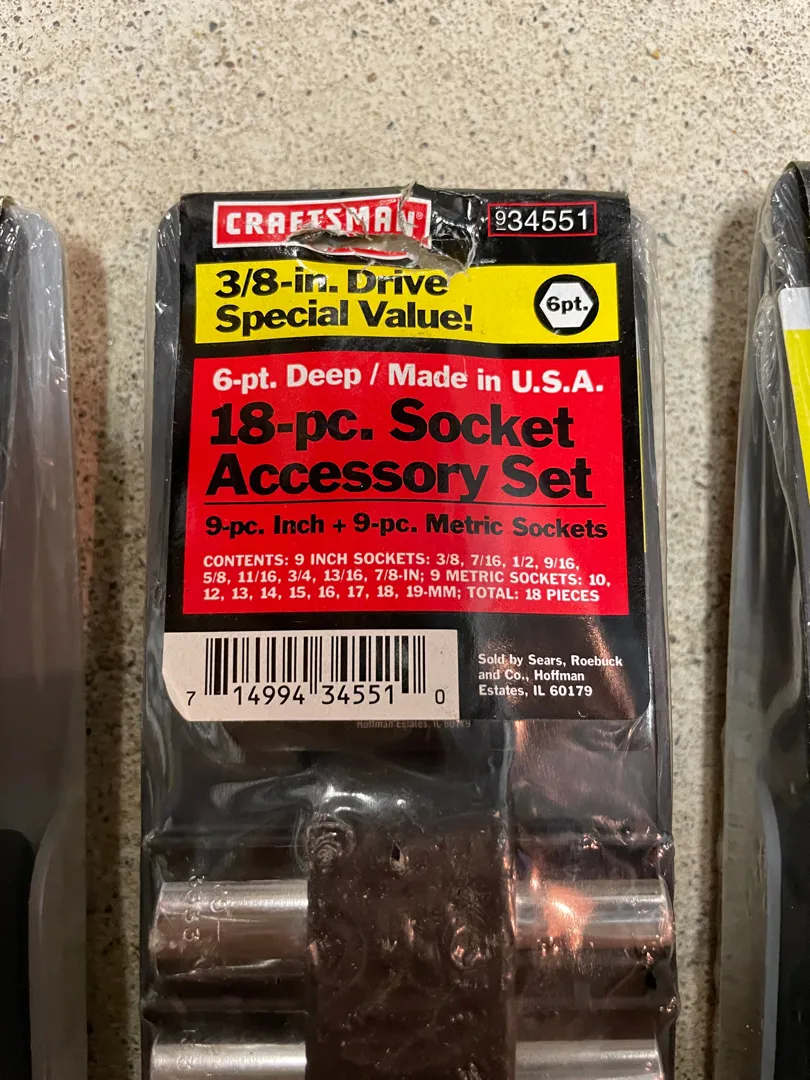 CRAFTSMAN®
934551
3/8-in. Drive
Special Value!
6pt.
6-pt. Deep / Made in U.S.A.
18-pc. Socket
Accessory Set
9-pc. Inch + 9-pc. Metric Sockets
CONTENTS: 9 INCH SOCKETS: 3/8, 7/16, 1/2, 9/16,
5/8, 11/16, 3/4, 13/16, 7/8-IN; 9 METRIC SOCKETS: 10,
12, 13, 14, 15, 16, 17, 18, 19-MM; TOTAL: 18 PIECES
7 14994 34551 0
Sold by Sears, Roebuck
and Co., Hoffman
Estates, IL 60179
Hoffman Estates, IL 60179